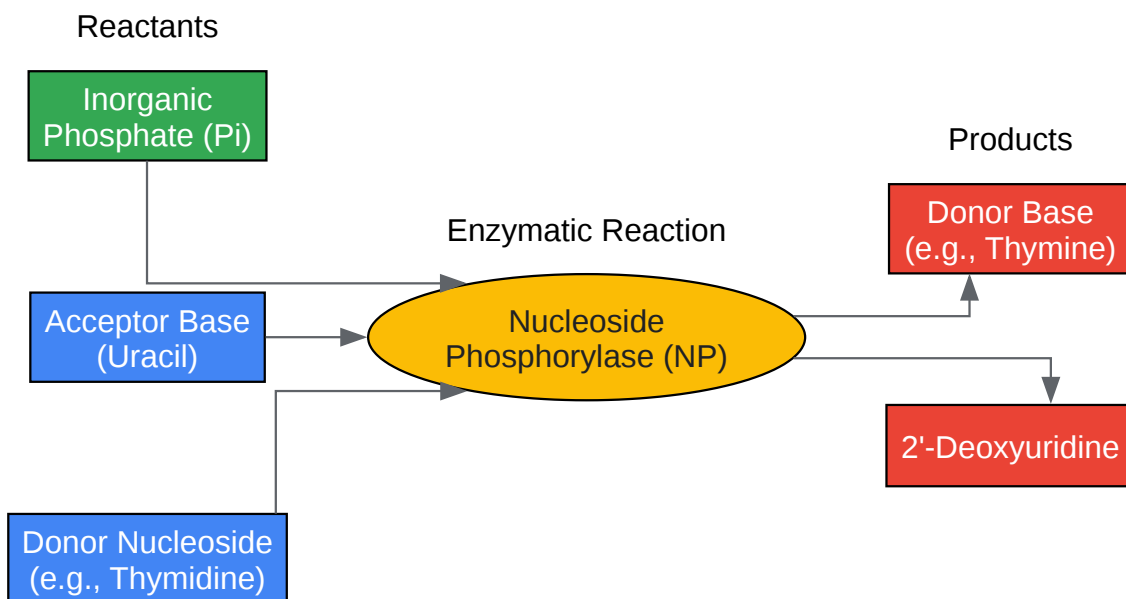 Reactants
Inorganic
Phosphate (Pi)
Acceptor Base
(Uracil)
Donor Nucleoside
(e.g., Thymidine)
Enzymatic Reaction
Nucleoside
Phosphorylase (NP)
Products
Donor Base
(e.g., Thymine)
2'-Deoxyuridine